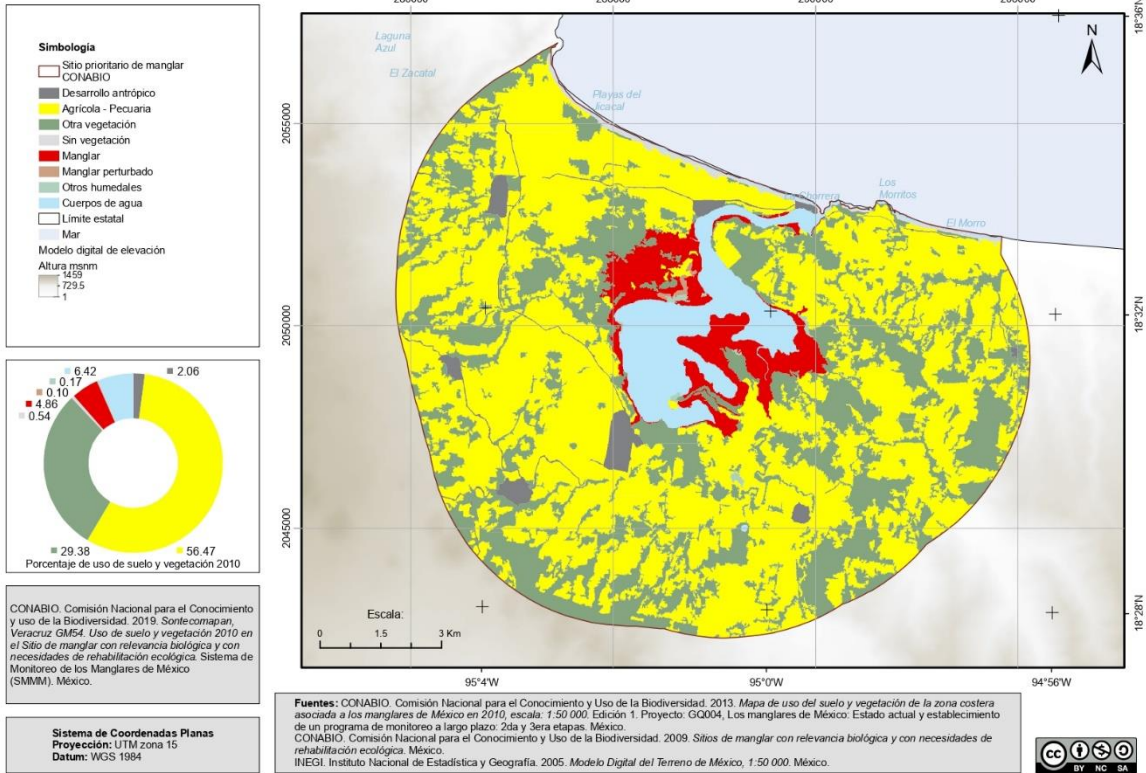 Simbología
Sitio prioritario de manglar
CONABIO
Desarrollo antrópico
Agrícola - Pecuaria
Otra vegetación
Sin vegetación
Manglar
Manglar perturbado
Otros humedales
Cuerpos de agua
Límite estatal
Mar
Modelo digital de elevación
Altura msnm
1459
729.5
1
6.42
2.06
0.17
0.10
4.86
0.54
29.38
56.47
Porcentaje de uso de suelo y vegetación 2010
CONABIO. Comisión Nacional para el Conocimiento
y uso de la Biodiversidad. 2019. Sontecomapan,
Veracruz GM54. Uso de suelo y vegetación 2010 en
el Sitio de manglar con relevancia biológica y con
necesidades de rehabilitación ecológica. Sistema de
Monitoreo de los Manglares de México
(SMMM). México.
Sistema de Coordenadas Planas
Proyección: UTM zona 15
Datum: WGS 1984
Laguna
Azul
El Zacatal
Playas del
Jicacal
La Chorrera
Los
Morritos
El Morro
N
2055000
2050000
2045000
18°36'N
18°32'N
18°28'N
Escala:
0 1.5 3 Km
95°4'W
95°0'W
94°56'W
Fuentes: CONABIO. Comisión Nacional para el Conocimiento y Uso de la Biodiversidad. 2013. Mapa de uso del suelo y vegetación de la zona costera
asociada a los manglares de México en 2010, escala: 1:50 000. Edición 1. Proyecto: GQ004, Los manglares de México: Estado actual y establecimiento
de un programa de monitoreo a largo plazo: 2da y 3era etapas. México.
CONABIO. Comisión Nacional para el Conocimiento y Uso de la Biodiversidad. 2009. Sitios de manglar con relevancia biológica y con necesidades de
rehabilitación ecológica. México.
INEGI. Instituto Nacional de Estadística y Geografía. 2005. Modelo Digital del Terreno de México, 1:50 000. México.
CC
BY NC SA